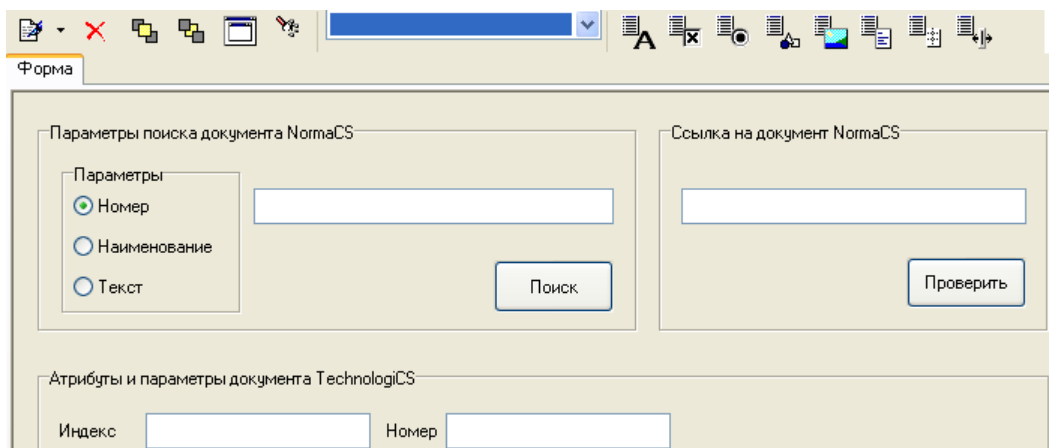 Форма
Параметры поиска документа NormaCS
Ссылка на документ NormaCS
Параметры
Номер
Наименование
Текст
Поиск
Проверить
Атрибуты и параметры документа TechnologiCS
Индекс Номер